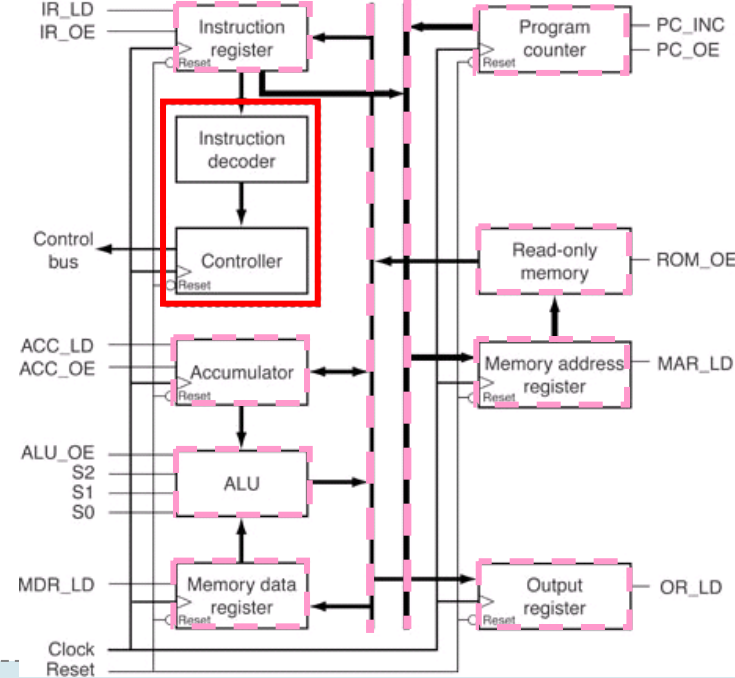 IR_LD
IR_OE
Instruction
register
Reset
Program
counter
Reset
PC_INC
PC_OE
Instruction
decoder
Control
bus
Controller
Reset
Read-only
memory
ROM_OE
ACC_LD
ACC_OE
Accumulator
Reset
Memory address
register
Reset
MAR_LD
ALU_OE
S2
S1
S0
ALU
MDR_LD
Memory data
register
Reset
Output
register
Reset
OR_LD
Clock
Reset